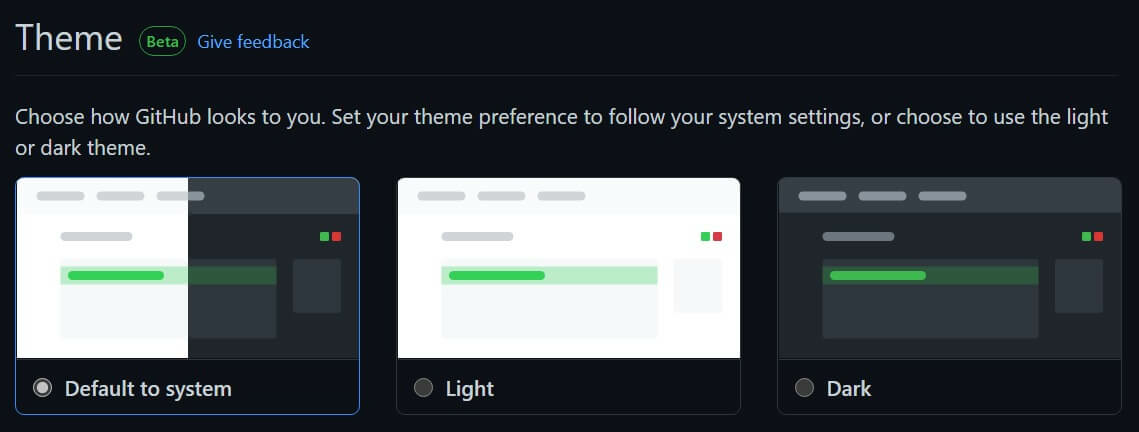 Theme Beta Give feedback
Choose how GitHub looks to you. Set your theme preference to follow your system settings, or choose to use the light
or dark theme.
Default to system
Light
Dark